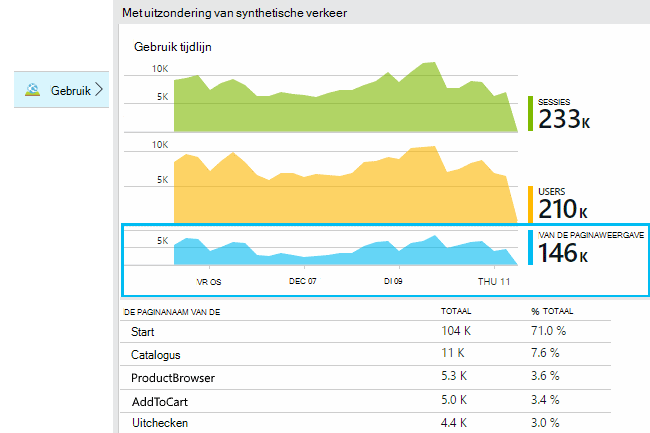 Met uitzondering van synthetische verkeer
Gebruik
Gebruik tijdlijn
10K
5K
SESSIES
233K
10K
5K
USERS
210K
5K
VAN DE PAGINAWEERGAVE
146K
VR OS DEC 07 DI 09 THU 11
DE PAGINANAAM VAN DE TOTAAL % TOTAAL
Start 104 K 71.0 %
Catalogus 11 K 7.6 %
ProductBrowser 5.3 K 3.6 %
AddToCart 5.0 K 3.4 %
Uitchecken 4.4 K 3.0 %